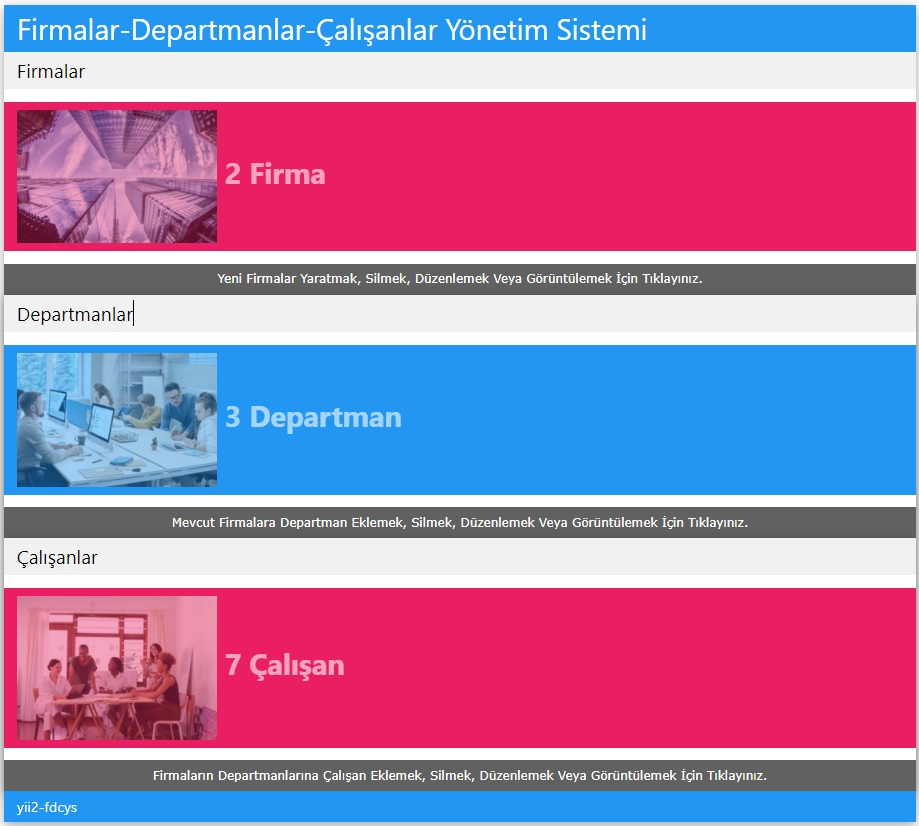 Firmalar-Departmanlar-Çalışanlar Yönetim Sistemi
Firmalar
2 Firma
Yeni Firmalar Yaratmak, Silmek, Düzenlemek Veya Görüntülemek İçin Tıklayınız.
Departmanlar
3 Departman
Mevcut Firmalara Departman Eklemek, Silmek, Düzenlemek Veya Görüntülemek İçin Tıklayınız.
Çalışanlar
7 Çalışan
Firmaların Departmanlarına Çalışan Eklemek, Silmek, Düzenlemek Veya Görüntülemek İçin Tıklayınız.
yii2-fdcys